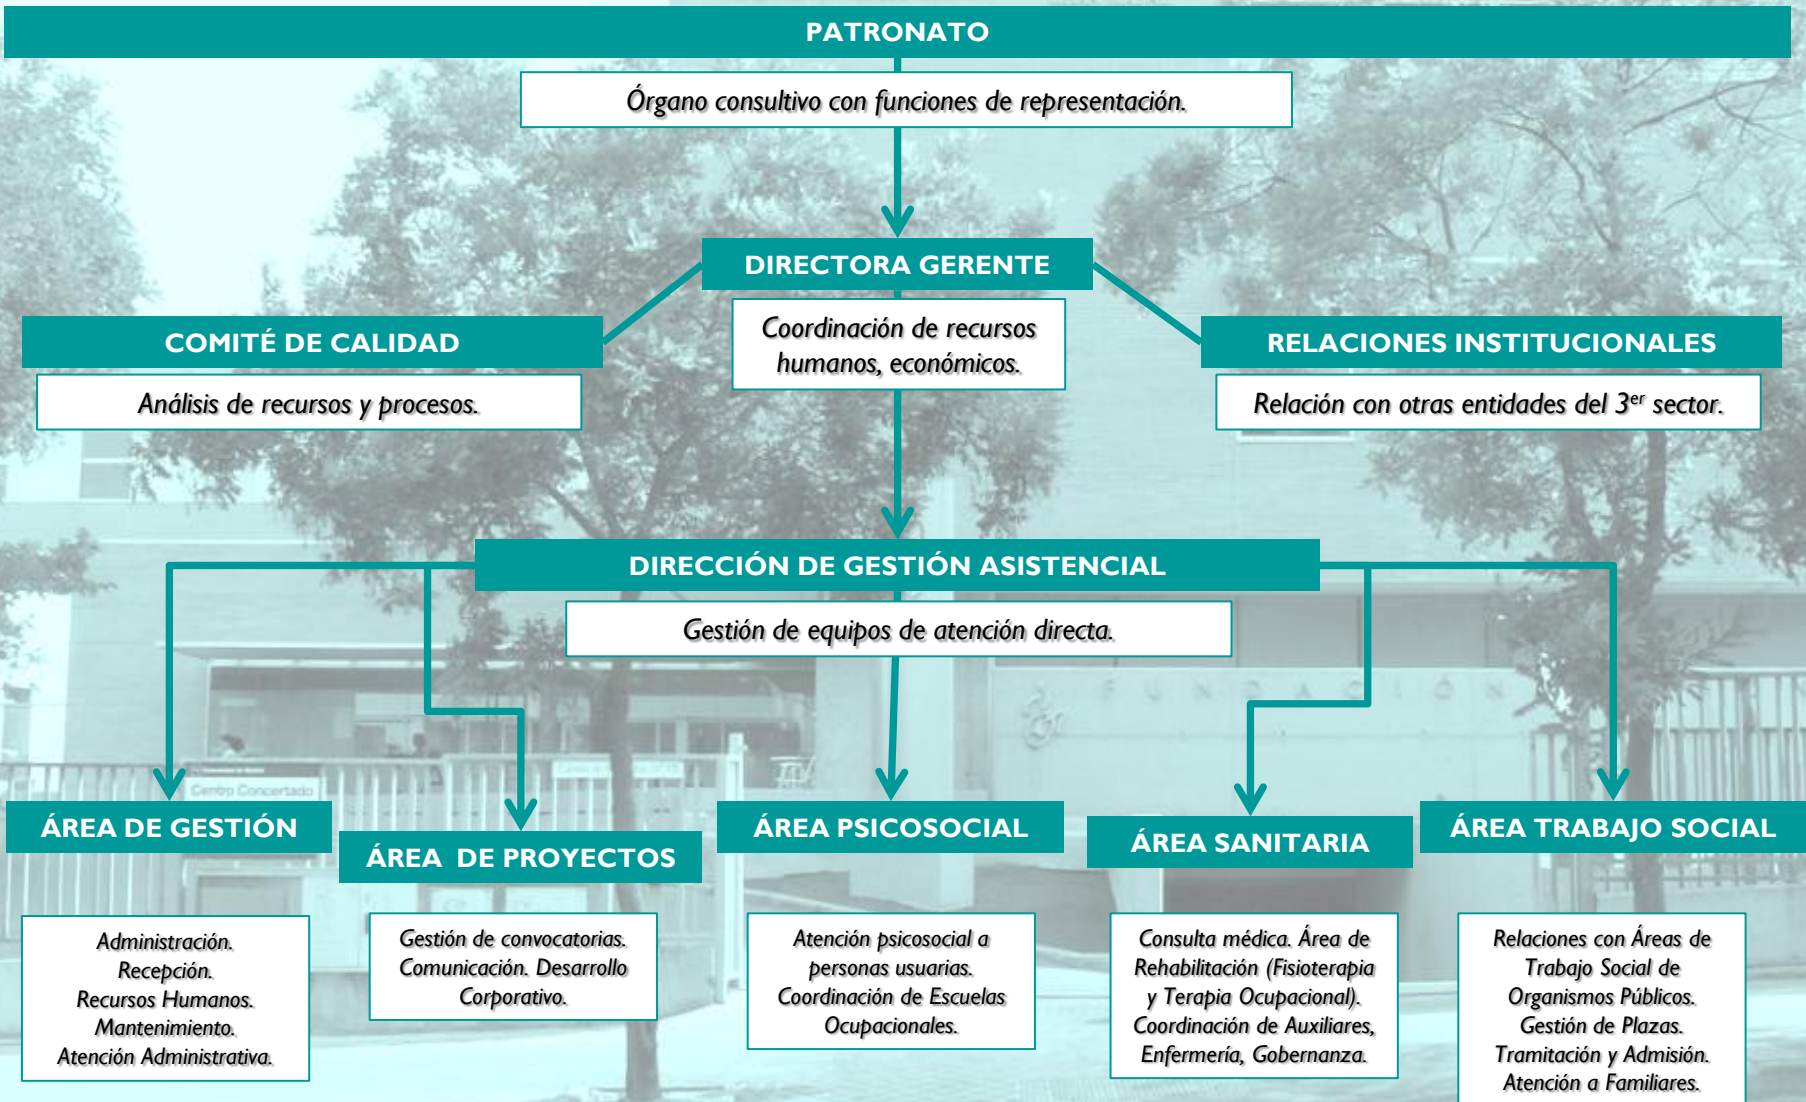 PATRONATO
Órgano consultivo con funciones de representación.
DIRECTORA GERENTE
Coordinación de recursos
humanos, económicos.
COMITÉ DE CALIDAD
Análisis de recursos y procesos.
RELACIONES INSTITUCIONALES
Relación con otras entidades del 3er sector.
DIRECCIÓN DE GESTIÓN ASISTENCIAL
Gestión de equipos de atención directa.
FUNDACIÓN
Centro Concertado
ÁREA DE GESTIÓN
Administración.
Recepción.
Recursos Humanos.
Mantenimiento.
Atención Administrativa.
ÁREA DE PROYECTOS
Gestión de convocatorias.
Comunicación. Desarrollo
Corporativo.
ÁREA PSICOSOCIAL
Atención psicosocial a
personas usuarias.
Coordinación de Escuelas
Ocupacionales.
ÁREA SANITARIA
Consulta médica. Área de
Rehabilitación (Fisioterapia
y Terapia Ocupacional).
Coordinación de Auxiliares,
Enfermería, Gobernanza.
ÁREA TRABAJO SOCIAL
Relaciones con Áreas de
Trabajo Social de
Organismos Públicos.
Gestión de Plazas.
Tramitación y Admisión.
Atención a Familiares.